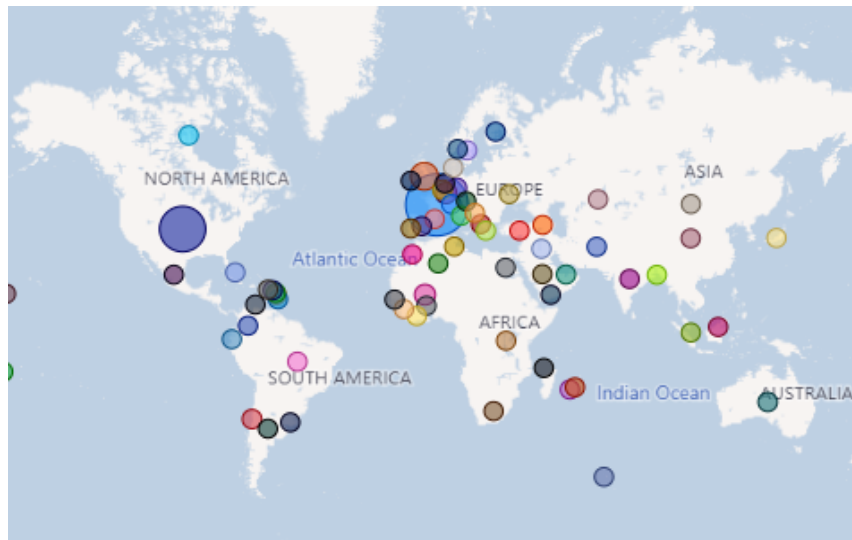 ASIA
NORTH AMERICA
EUROPE
Atlantic Ocean
AFRICA
SOUTH AMERICA
Indian Ocean
AUSTRALIA